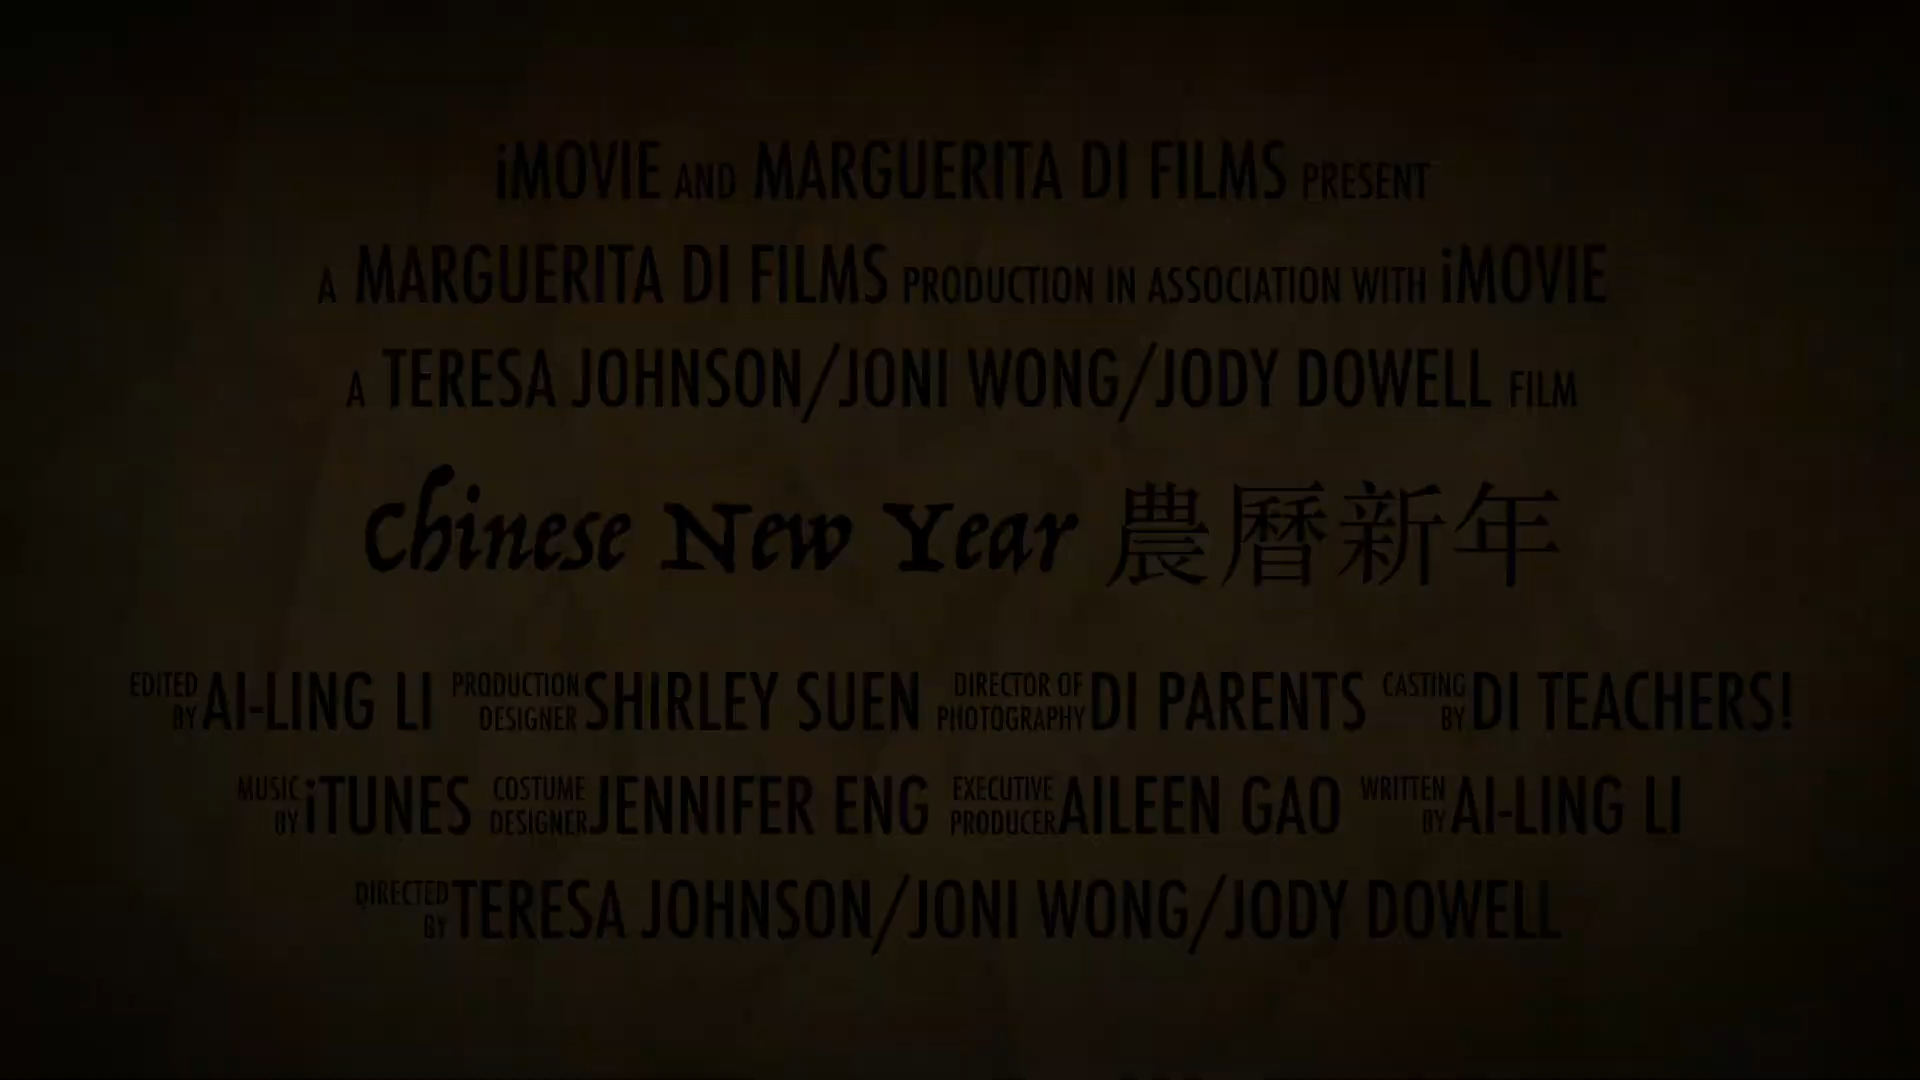 iMOVIE AND MARGUERITA DI FILMS PRESENT
A MARGUERITA DI FILMS PRODUCTION IN ASSOCIATION WITH iMOVIE
A TERESA JOHNSON/JONI WONG/JODY DOWELL FILM
Chinese New Year 農曆新年
EDITED BY AI-LING LI PRODUCTION DESIGNER SHIRLEY SUEN DIRECTOR OF PHOTOGRAPHY DI PARENTS CASTING BY DI TEACHERS!
MUSIC BY iTUNES COSTUME DESIGNER JENNIFER ENG EXECUTIVE PRODUCER AILEEN GAO WRITTEN BY AI-LING LI
DIRECTED BY TERESA JOHNSON/JONI WONG/JODY DOWELL